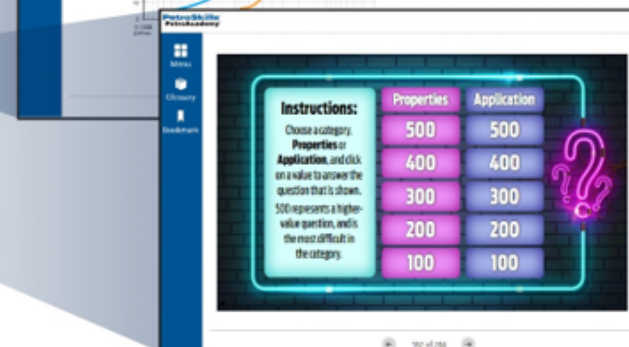 PetroSkills
PetroAcademy
Menu
Glossary
Bookmark
Instructions:
Choose a category,
Properties or
Application, and click
on a value to answer the
question that is shown.
500 represents a higher-
value question, and is
the most difficult in
the category.
Properties
500
400
300
200
100
Application
500
400
300
200
100